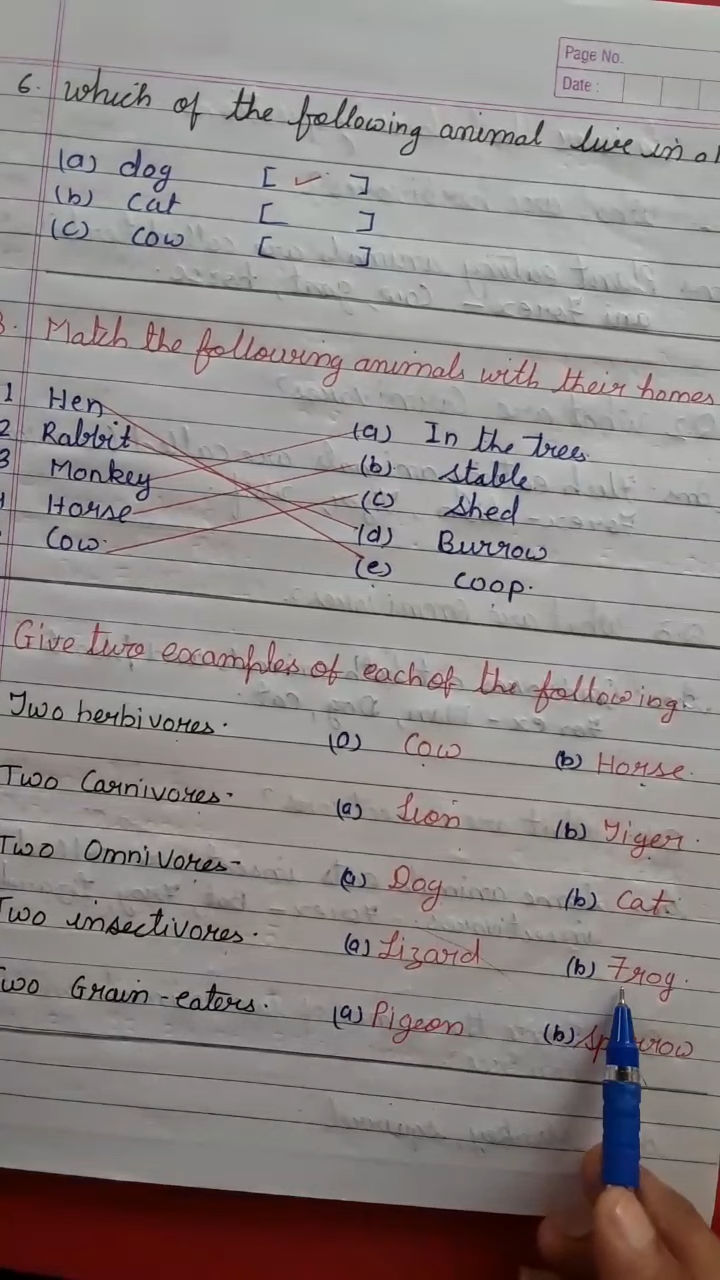 Page No.
Date :
6. Which of the following animal live in a
(a) dog [ ✓ ]
(b) cat [ ]
(c) cow [ ]
3. Match the following animals with their homes
1 Hen
2 Rabbit (a) In the trees
3 Monkey (b) stable
4 Horse (c) shed
Cow. (d) Burrow
(e) coop.
Give two examples of each of the following.
Two herbivores. (a) Cow (b) Horse.
Two Carnivores. (a) Lion (b) Tiger.
Two Omnivores- (a) Dog (b) Cat.
Two insectivores. (a) Lizard (b) Frog.
Two Grain-eaters. (a) Pigeon (b)